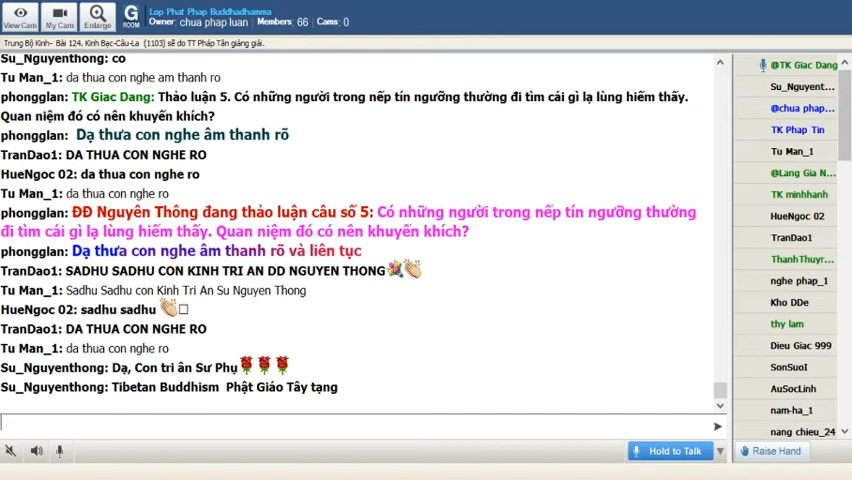 Lop Phat Phap Buddhadhamma
Owner: chua phap luan Members: 66 Cams: 0
View Cam
My Cam
Enlarge
G
ROOM
Trung Bộ Kinh- Bài 124. Kinh Bạc-Câu-La (1103) sẽ do TT Pháp Tân giảng giải.
Su_Nguyenthong: co
Tu Man_1: da thua con nghe am thanh ro
phongglan: TK Giac Dang: Thảo luận 5. Có những người trong nếp tín ngưỡng thường đi tìm cái gì lạ lùng hiếm thấy.
Quan niệm đó có nên khuyến khích?
phongglan: Dạ thưa con nghe âm thanh rõ
TranDao1: DA THUA CON NGHE RO
HueNgoc 02: da thua con nghe ro
Tu Man_1: da thua con nghe ro
phongglan: ĐĐ Nguyên Thông đang thảo luận câu số 5: Có những người trong nếp tín ngưỡng thường
đi tìm cái gì lạ lùng hiếm thấy. Quan niệm đó có nên khuyến khích?
phongglan: Dạ thưa con nghe âm thanh rõ và liên tục
TranDao1: SADHU SADHU CON KINH TRI AN DD NGUYEN THONG
Tu Man_1: Sadhu Sadhu con Kinh Tri An Su Nguyen Thong
HueNgoc 02: sadhu sadhu
TranDao1: DA THUA CON NGHE RO
Tu Man_1: da thua con nghe ro
Su_Nguyenthong: Dạ, Con tri ân Sư Phụ
Su_Nguyenthong: Tibetan Buddhism Phật Giáo Tây tạng
@TK Giac Dang
Su_Nguyent...
@chua phap...
TK Phap Tin
Tu Man_1
@Lang Gia N...
TK minhhanh
HueNgoc 02
TranDao1
ThanhThuyr...
nghe phap_1
Kho DDe
thy lam
Dieu Giac 999
SonSuoI
AuSocLinh
nam-ha_1
nang chieu_24
Hold to Talk
Raise Hand